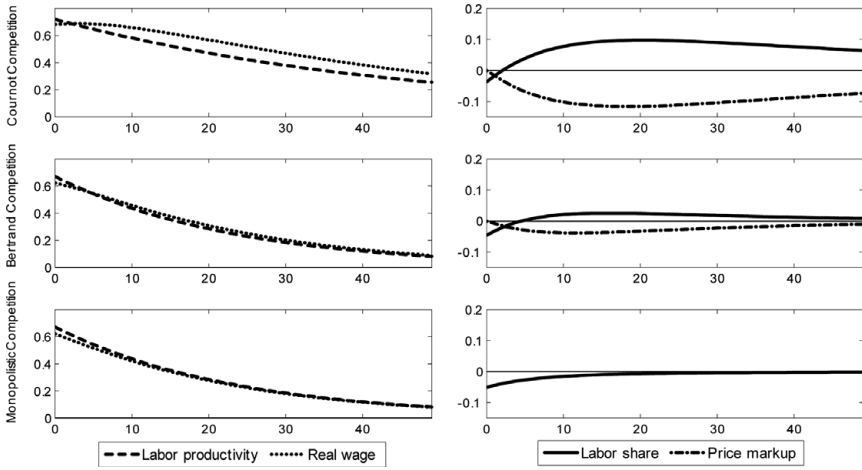 Cournot Competition
0.6
0.4
0.2
0
0 10 20 30 40
0.2
0.1
0
-0.1
0 10 20 30 40
Bertrand Competition
0.6
0.4
0.2
0
0 10 20 30 40
0.2
0.1
0
-0.1
0 10 20 30 40
Monopolistic Competition
0.6
0.4
0.2
0
0 10 20 30 40
0.2
0.1
0
-0.1
0 10 20 30 40
Labor productivity Real wage
Labor share Price markup